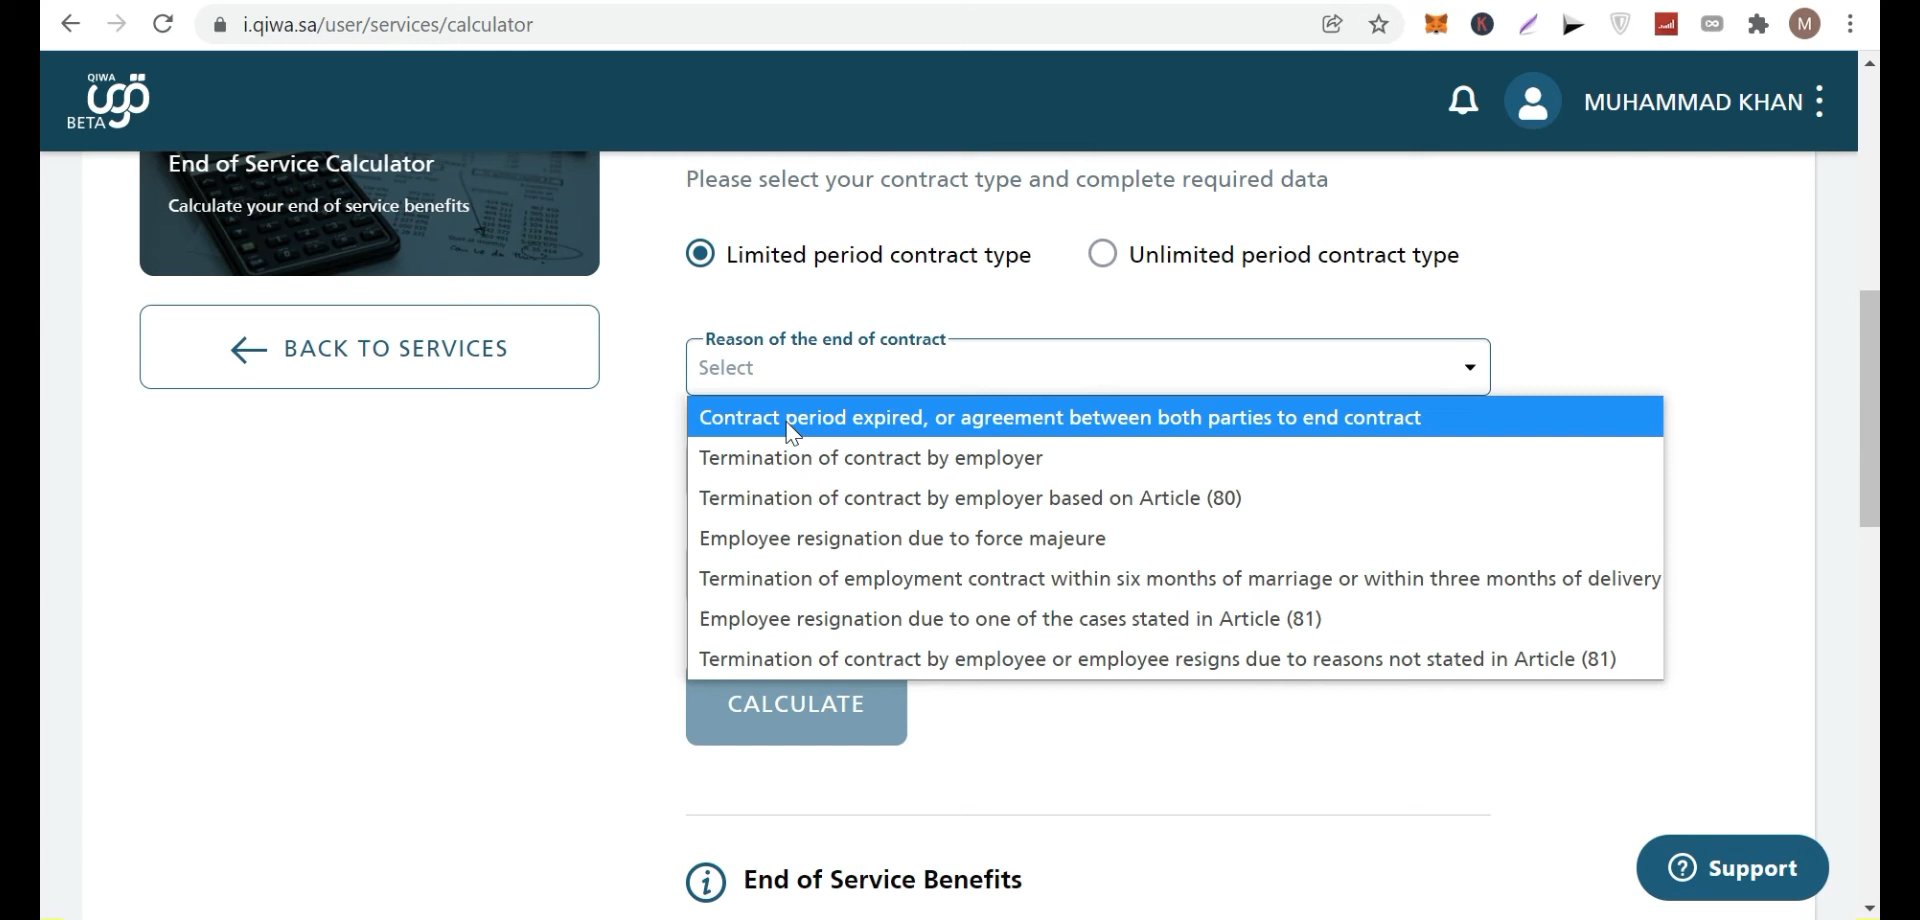 i.qiwa.sa/user/services/calculator
M
QIWA
قوى
BETA
MUHAMMAD KHAN
End of Service Calculator
Calculate your end of service benefits
BACK TO SERVICES
Please select your contract type and complete required data
Limited period contract type
Unlimited period contract type
Reason of the end of contract
Select
Contract period expired, or agreement between both parties to end contract
Termination of contract by employer
Termination of contract by employer based on Article (80)
Employee resignation due to force majeure
Termination of employment contract within six months of marriage or within three months of delivery
Employee resignation due to one of the cases stated in Article (81)
Termination of contract by employee or employee resigns due to reasons not stated in Article (81)
CALCULATE
End of Service Benefits
Support